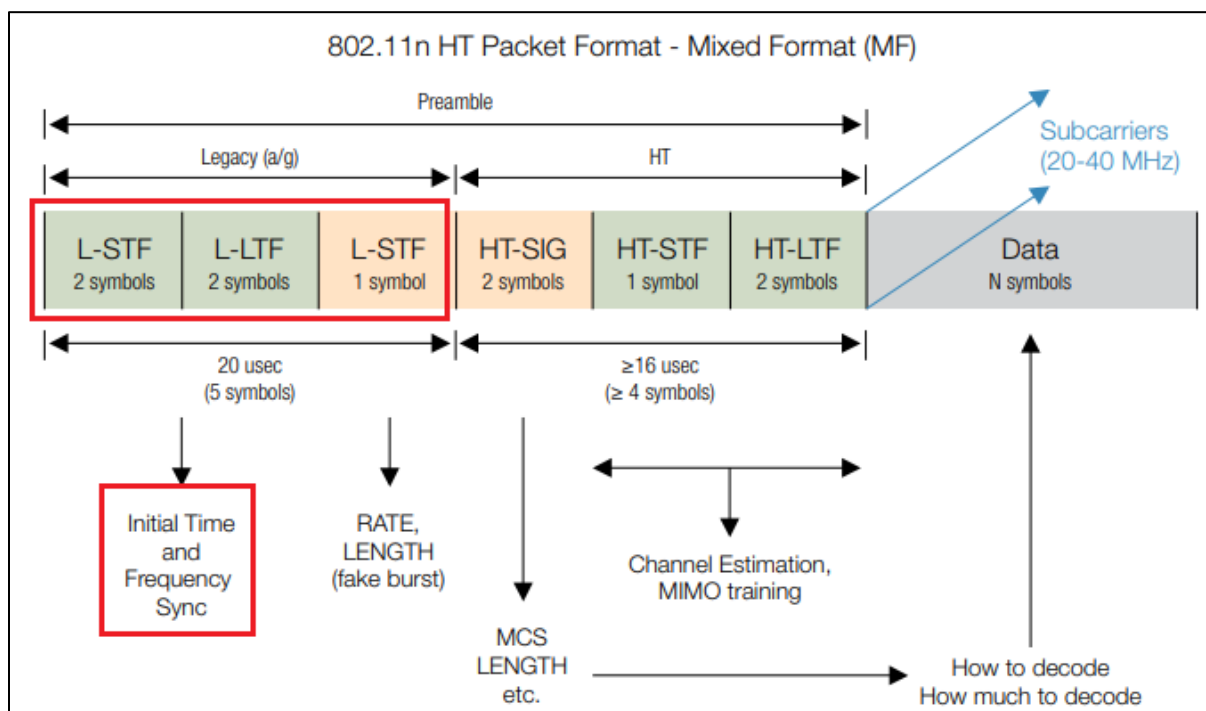 802.11n HT Packet Format - Mixed Format (MF)
Preamble
Subcarriers
(20-40 MHz)
Legacy (a/g)
HT
L-STF
2 symbols
L-LTF
2 symbols
L-STF
1 symbol
HT-SIG
2 symbols
HT-STF
1 symbol
HT-LTF
2 symbols
Data
N symbols
20 usec
(5 symbols)
≥16 usec
(≥ 4 symbols)
Initial Time
and
Frequency
Sync
RATE,
LENGTH
(fake burst)
Channel Estimation,
MIMO training
MCS
LENGTH
etc.
How to decode
How much to decode